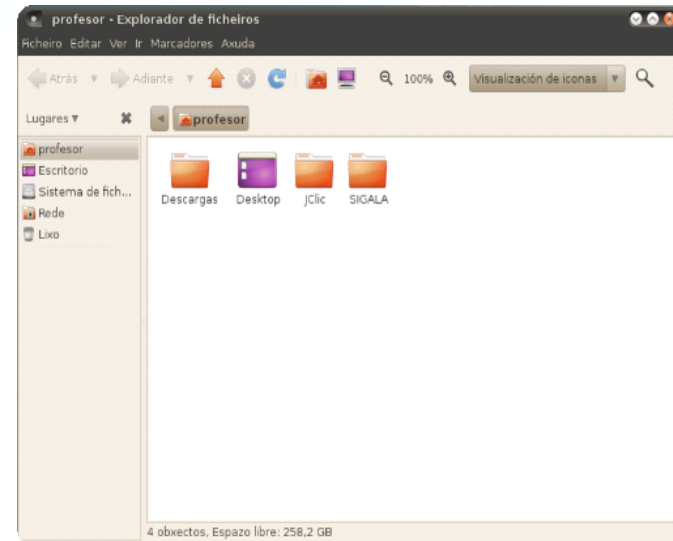 profesor - Explorador de ficheiros
Ficheiro Editar Ver Ir Marcadores Axuda
Atrás Adiante 100% Visualización de iconas
Lugares profesor
profesor
Escritorio
Sistema de fich...
Rede
Lixo
Descargas Desktop JClic SIGALA
4 obxectos, Espazo libre: 258,2 GB